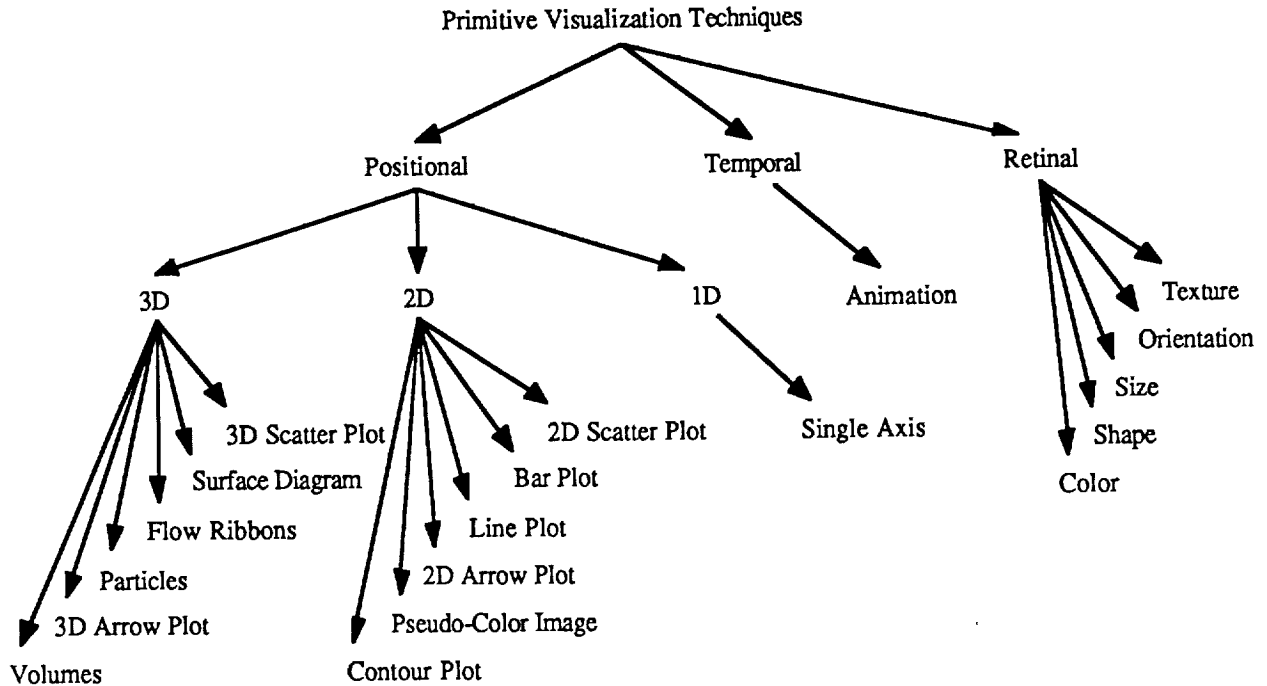 Primitive Visualization Techniques
Positional
Temporal
Retinal
3D
2D
1D
Animation
Texture
Orientation
Size
Shape
Color
3D Scatter Plot
Surface Diagram
Flow Ribbons
Particles
3D Arrow Plot
Volumes
2D Scatter Plot
Bar Plot
Line Plot
2D Arrow Plot
Pseudo-Color Image
Contour Plot
Single Axis